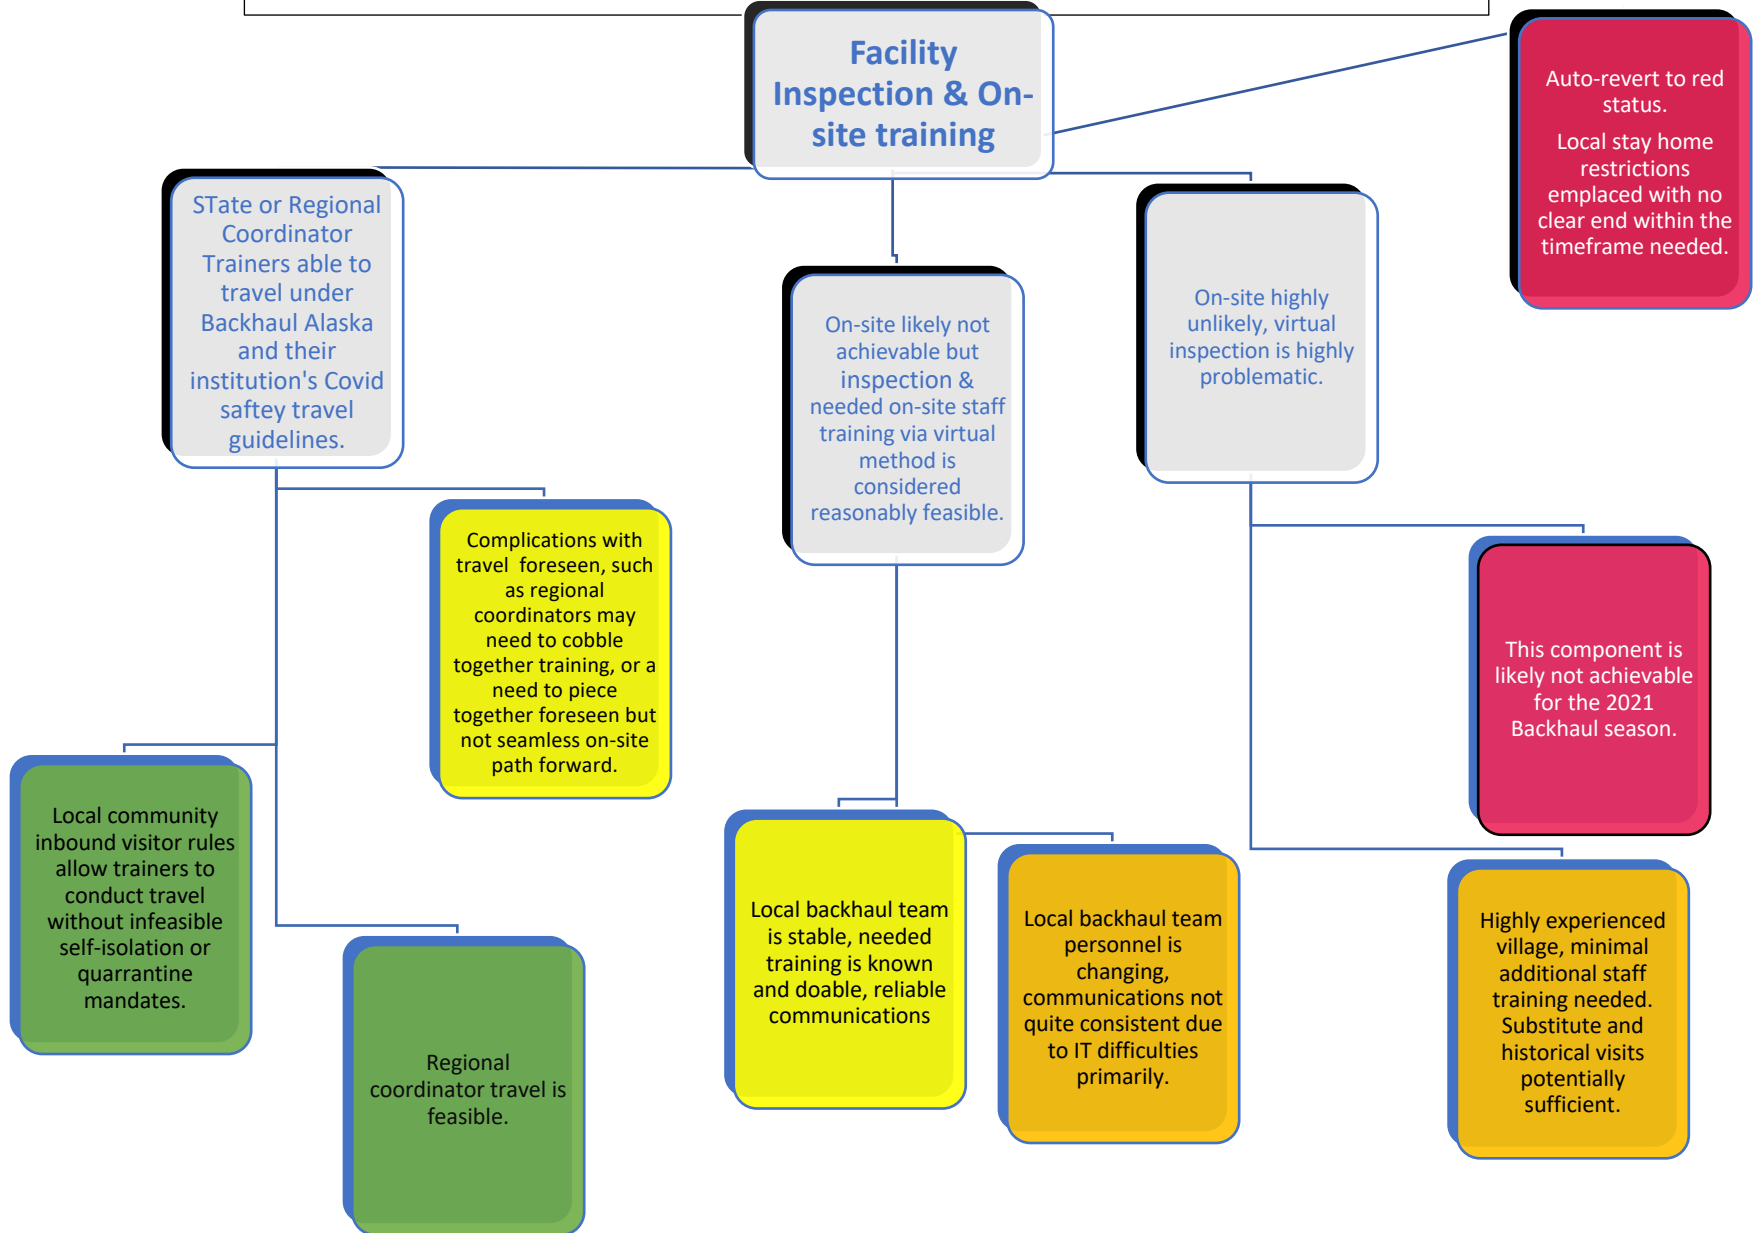 Facility
Inspection & On-
site training
Auto-revert to red
status.
Local stay home
restrictions
emplaced with no
clear end within the
timeframe needed.
STate or Regional
Coordinator
Trainers able to
travel under
Backhaul Alaska
and their
institution's Covid
saftey travel
guidelines.
On-site likely not
achievable but
inspection &
needed on-site staff
training via virtual
method is
considered
reasonably feasible.
On-site highly
unlikely, virtual
inspection is highly
problematic.
Complications with
travel  foreseen, such
as regional
coordinators may
need to cobble
together training, or a
need to piece
together foreseen but
not seamless on-site
path forward.
This component is
likely not achievable
for the 2021
Backhaul season.
Local community
inbound visitor rules
allow trainers to
conduct travel
without infeasible
self-isolation or
quarrantine
mandates.
Regional
coordinator travel is
feasible.
Local backhaul team
is stable, needed
training is known
and doable, reliable
communications
Local backhaul team
personnel is
changing,
communications not
quite consistent due
to IT difficulties
primarily.
Highly experienced
village, minimal
additional staff
training needed.
Substitute and
historical visits
potentially
sufficient.